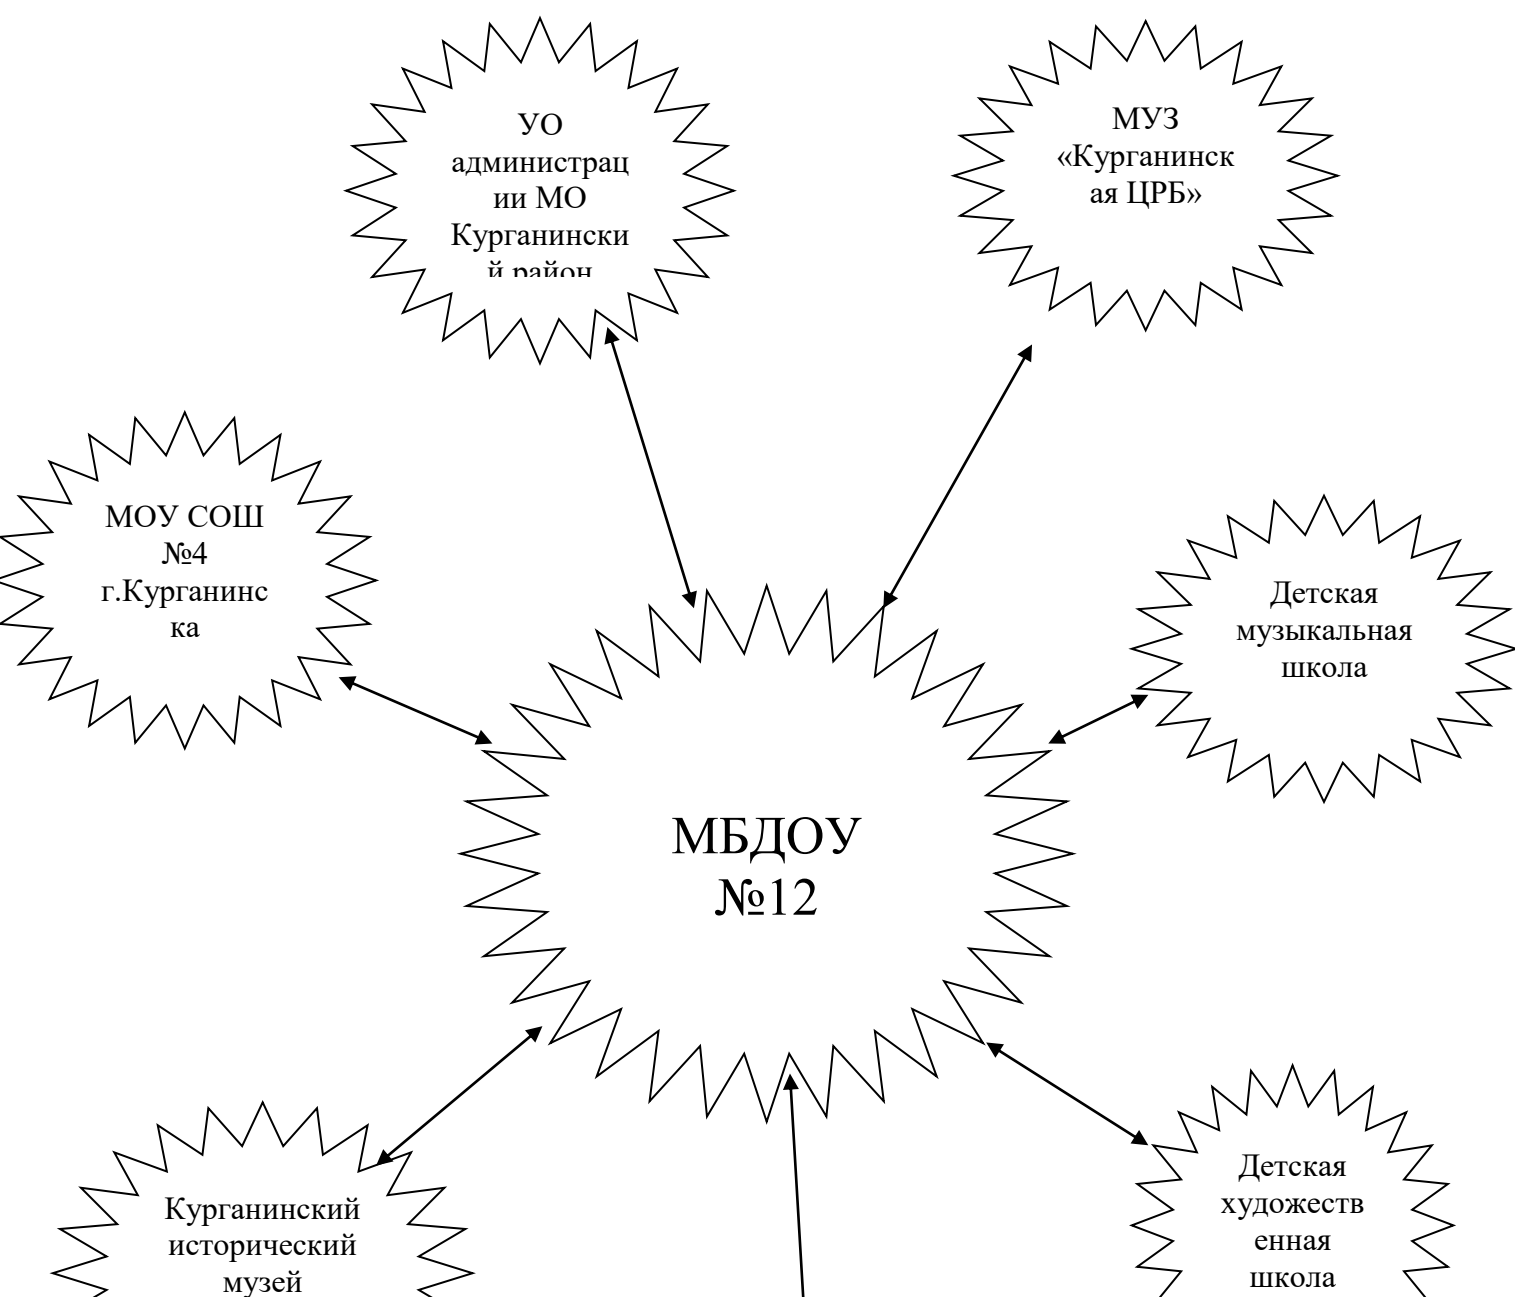 УО
администрац
ии МО
Курганински
й район
МУЗ
«Курганинск
ая ЦРБ»
МОУ СОШ
№4
г.Курганинс
ка
Детская
музыкальная
школа
МБДОУ
№12
Курганинский
исторический
музей
Детская
художеств
енная
школа